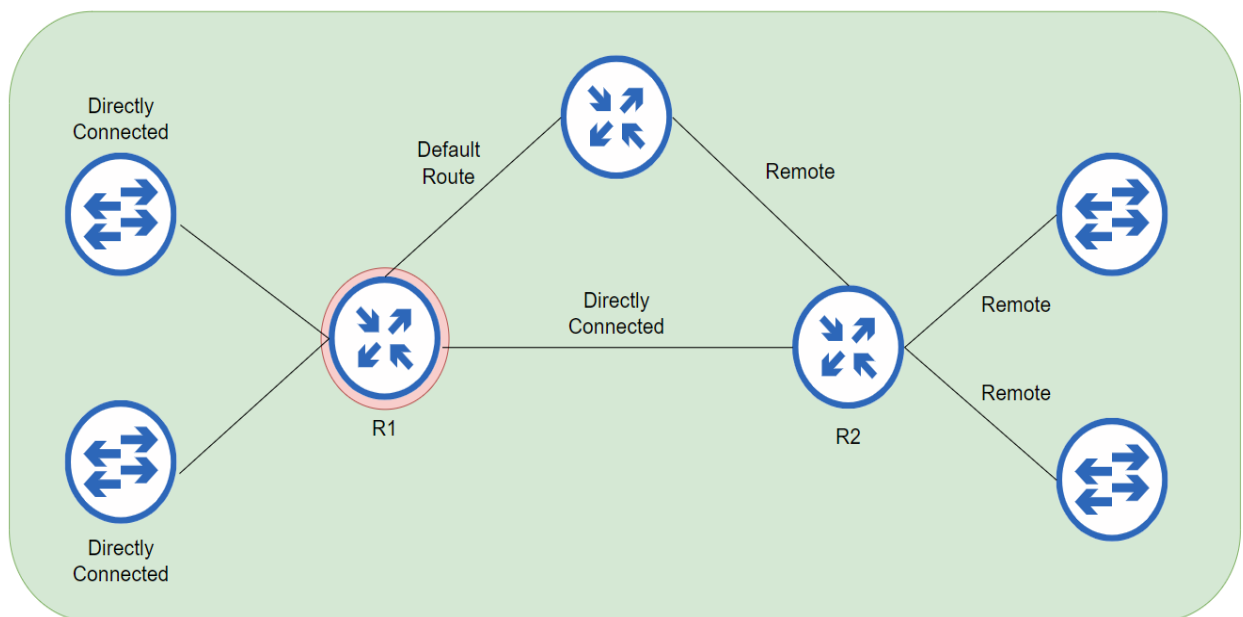 Directly
Connected
Default
Route
Remote
Directly
Connected
Remote
Remote
R1
R2
Directly
Connected